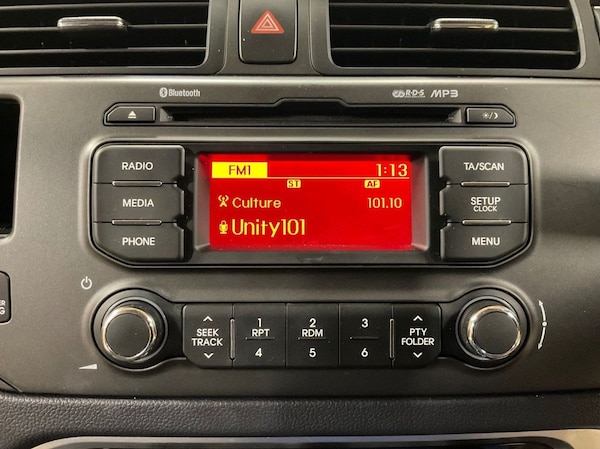 Bluetooth
R·D·S MP3
RADIO
MEDIA
PHONE
FM1 1:13
ST AF
Culture 101.10
Unity101
TA/SCAN
SETUP
CLOCK
MENU
SEEK
TRACK
1 2 3
RPT RDM
4 5 6
PTY
FOLDER